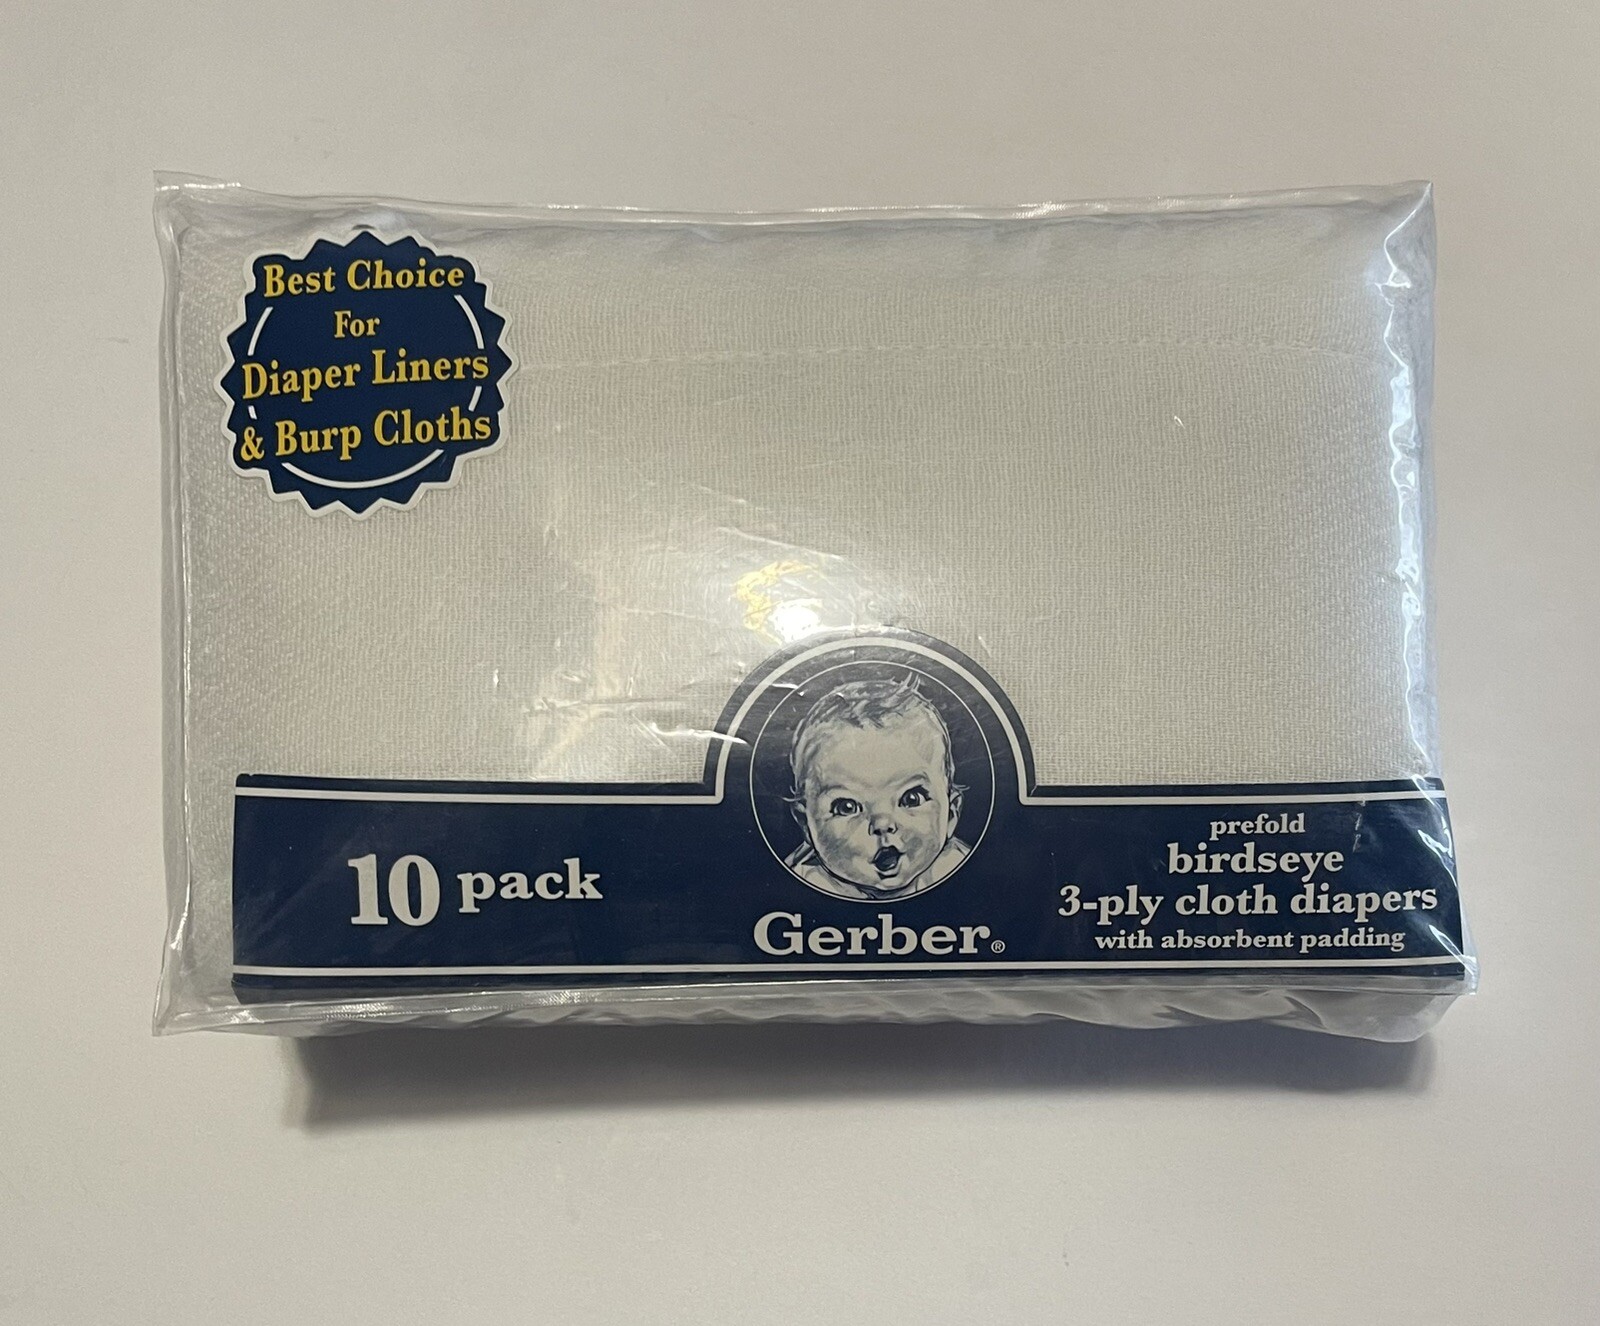 Best Choice
For
Diaper Liners
& Burp Cloths
10 pack
Gerber®
prefold
birdseye
3-ply cloth diapers
with absorbent padding